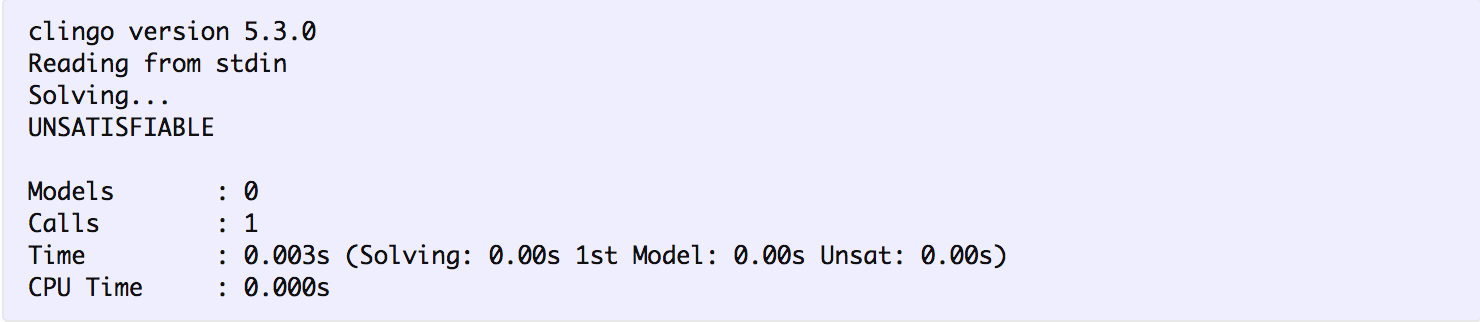 clingo version 5.3.0
Reading from stdin
Solving...
UNSATISFIABLE
Models       : 0
Calls        : 1
Time         : 0.003s (Solving: 0.00s 1st Model: 0.00s Unsat: 0.00s)
CPU Time     : 0.000s